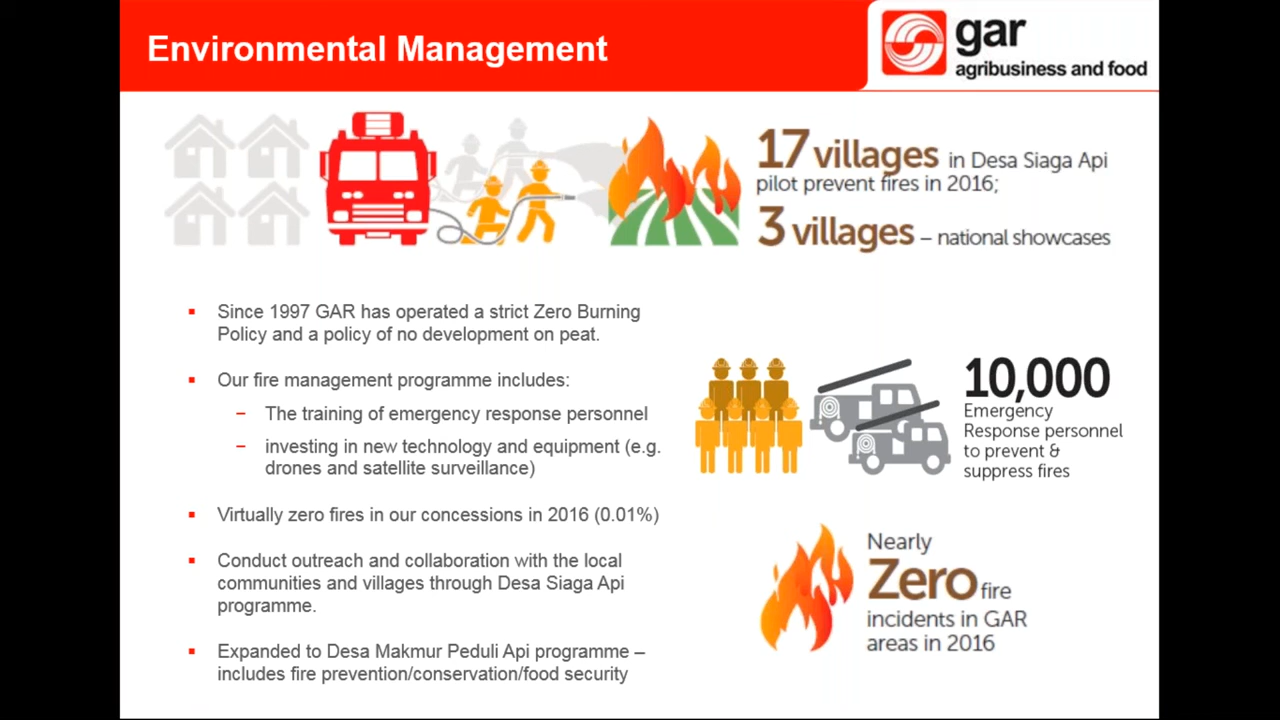 Environmental Management
gar
agribusiness and food
17 villages in Desa Siaga Api
pilot prevent fires in 2016;
3 villages – national showcases
▪ Since 1997 GAR has operated a strict Zero Burning
Policy and a policy of no development on peat.
▪ Our fire management programme includes:
– The training of emergency response personnel
– investing in new technology and equipment (e.g.
drones and satellite surveillance)
▪ Virtually zero fires in our concessions in 2016 (0.01%)
▪ Conduct outreach and collaboration with the local
communities and villages through Desa Siaga Api
programme.
▪ Expanded to Desa Makmur Peduli Api programme –
includes fire prevention/conservation/food security
10,000
Emergency
Response personnel
to prevent &
suppress fires
Nearly
Zero fire
incidents in GAR
areas in 2016